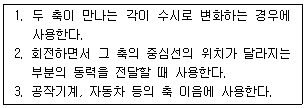 1. 두 축이 만나는 각이 수시로 변화하는 경우에
사용한다.
2. 회전하면서 그 축의 중심선의 위치가 달라지는
부분의 동력을 전달할 때 사용한다.
3. 공작기계, 자동차 등의 축 이음에 사용한다.